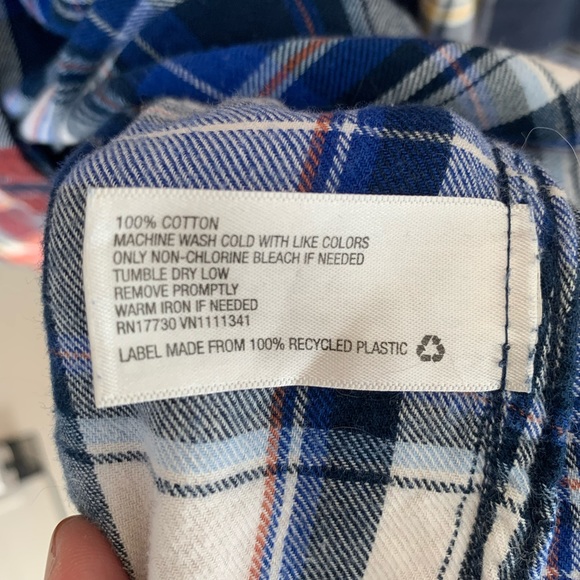 100% COTTON
MACHINE WASH COLD WITH LIKE COLORS
ONLY NON-CHLORINE BLEACH IF NEEDED
TUMBLE DRY LOW
REMOVE PROMPTLY
WARM IRON IF NEEDED
RN17730 VN1111341
LABEL MADE FROM 100% RECYCLED PLASTIC